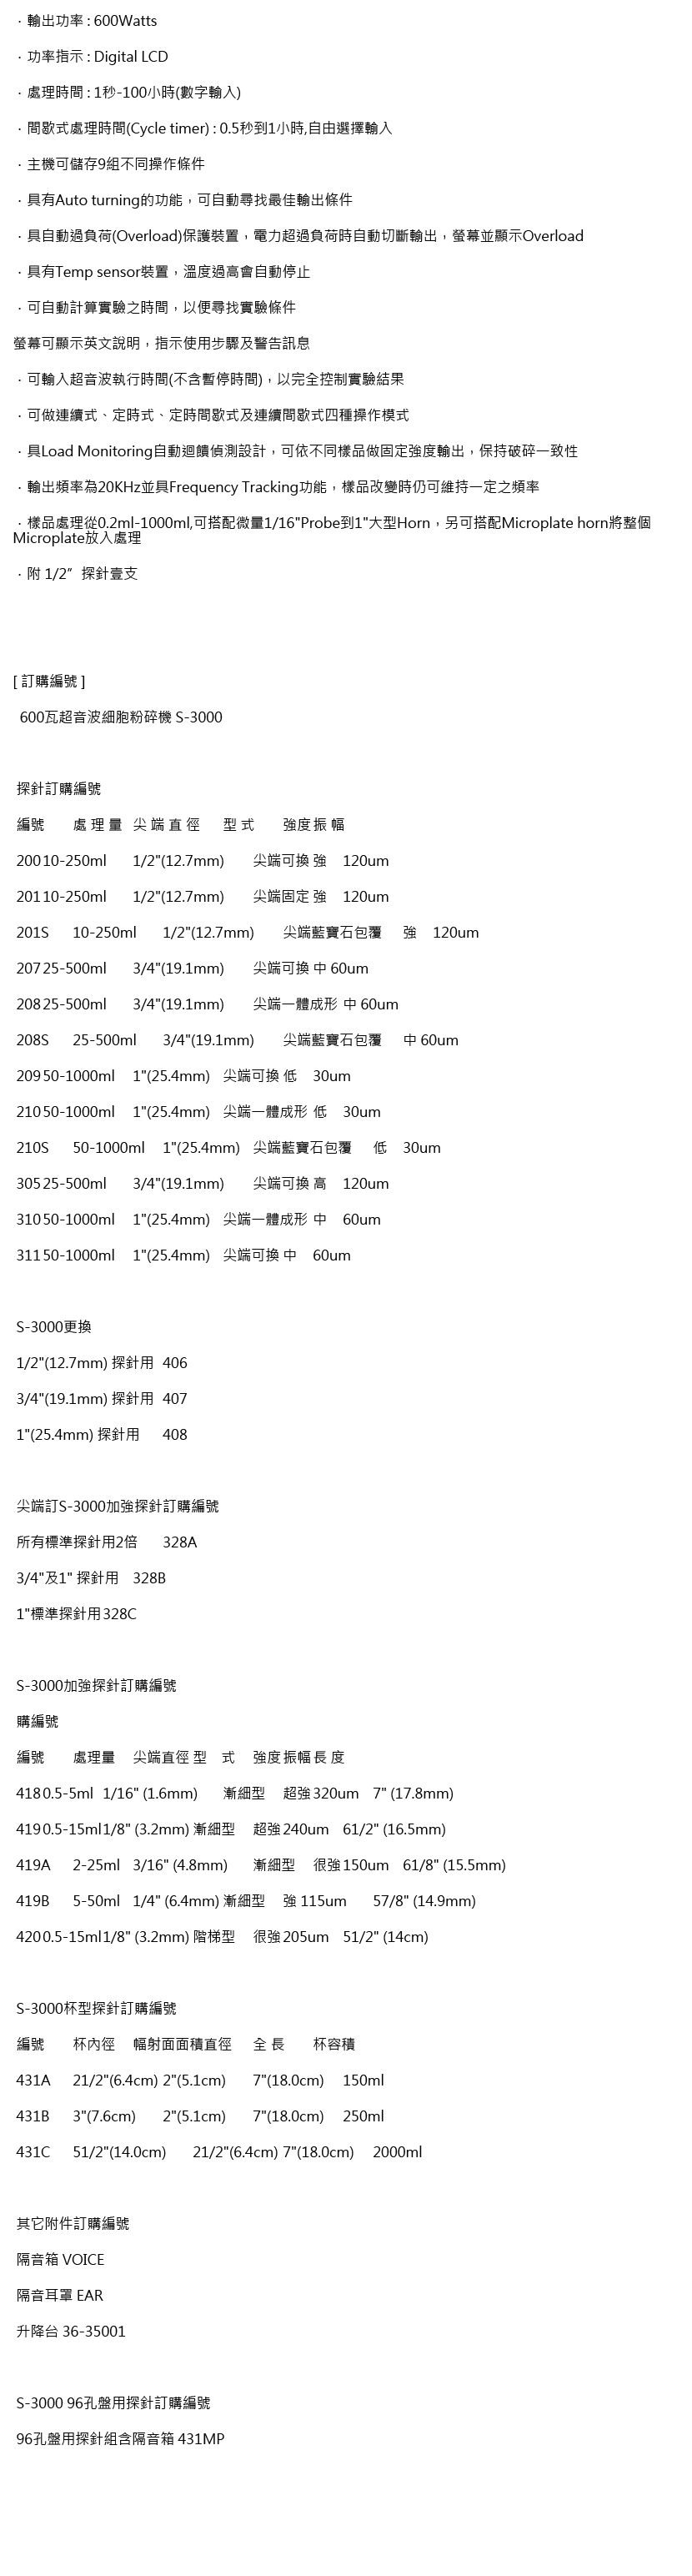 ．輸出功率 : 600Watts
．功率指示 : Digital LCD
．處理時間 : 1秒-100小時(數字輸入)
．間歇式處理時間(Cycle timer) : 0.5秒到1小時,自由選擇輸入
．主機可儲存9組不同操作條件
．具有Auto turning的功能，可自動尋找最佳輸出條件
．具自動過負荷(Overload)保護裝置，電力超過負荷時自動切斷輸出，螢幕並顯示Overload
．具有Temp sensor裝置，溫度過高會自動停止
．可自動計算實驗之時間，以便尋找實驗條件
螢幕可顯示英文說明，指示使用步驟及警告訊息
．可輸入超音波執行時間(不含暫停時間)，以完全控制實驗結果
．可做連續式、定時式、定時間歇式及連續間歇式四種操作模式
．具Load Monitoring自動迴饋偵測設計，可依不同樣品做固定強度輸出，保持破碎一致性
．輸出頻率為20KHz並具Frequency Tracking功能，樣品改變時仍可維持一定之頻率
．樣品處理從0.2ml-1000ml,可搭配微量1/16"Probe到1"大型Horn，另可搭配Microplate horn將整個
Microplate放入處理
．附 1/2” 探針壹支
[ 訂購編號 ]
600瓦超音波細胞粉碎機 S-3000
探針訂購編號
編號 處 理 量 尖 端 直 徑 型 式 強度 振 幅
200 10-250ml 1/2"(12.7mm) 尖端可換 強 120um
201 10-250ml 1/2"(12.7mm) 尖端固定 強 120um
201S 10-250ml 1/2"(12.7mm) 尖端藍寶石包覆 強 120um
207 25-500ml 3/4"(19.1mm) 尖端可換 中 60um
208 25-500ml 3/4"(19.1mm) 尖端一體成形 中 60um
208S 25-500ml 3/4"(19.1mm) 尖端藍寶石包覆 中 60um
209 50-1000ml 1"(25.4mm) 尖端可換 低 30um
210 50-1000ml 1"(25.4mm) 尖端一體成形 低 30um
210S 50-1000ml 1"(25.4mm) 尖端藍寶石包覆 低 30um
305 25-500ml 3/4"(19.1mm) 尖端可換 高 120um
310 50-1000ml 1"(25.4mm) 尖端一體成形 中 60um
311 50-1000ml 1"(25.4mm) 尖端可換 中 60um
S-3000更換
1/2"(12.7mm) 探針用 406
3/4"(19.1mm) 探針用 407
1"(25.4mm) 探針用 408
尖端訂S-3000加強探針訂購編號
所有標準探針用2倍 328A
3/4"及1" 探針用 328B
1"標準探針用 328C
S-3000加強探針訂購編號
購編號
編號 處理量 尖端直徑 型 式 強度 振幅 長 度
418 0.5-5ml 1/16" (1.6mm) 漸細型 超強 320um 7" (17.8mm)
419 0.5-15ml 1/8" (3.2mm) 漸細型 超強 240um 61/2" (16.5mm)
419A 2-25ml 3/16" (4.8mm) 漸細型 很強 150um 61/8" (15.5mm)
419B 5-50ml 1/4" (6.4mm) 漸細型 強 115um 57/8" (14.9mm)
420 0.5-15ml 1/8" (3.2mm) 階梯型 很強 205um 51/2" (14cm)
S-3000杯型探針訂購編號
編號 杯內徑 幅射面面積直徑 全 長 杯容積
431A 21/2"(6.4cm) 2"(5.1cm) 7"(18.0cm) 150ml
431B 3"(7.6cm) 2"(5.1cm) 7"(18.0cm) 250ml
431C 51/2"(14.0cm) 21/2"(6.4cm) 7"(18.0cm) 2000ml
其它附件訂購編號
隔音箱 VOICE
隔音耳罩 EAR
升降台 36-35001
S-3000 96孔盤用探針訂購編號
96孔盤用探針組含隔音箱 431MP